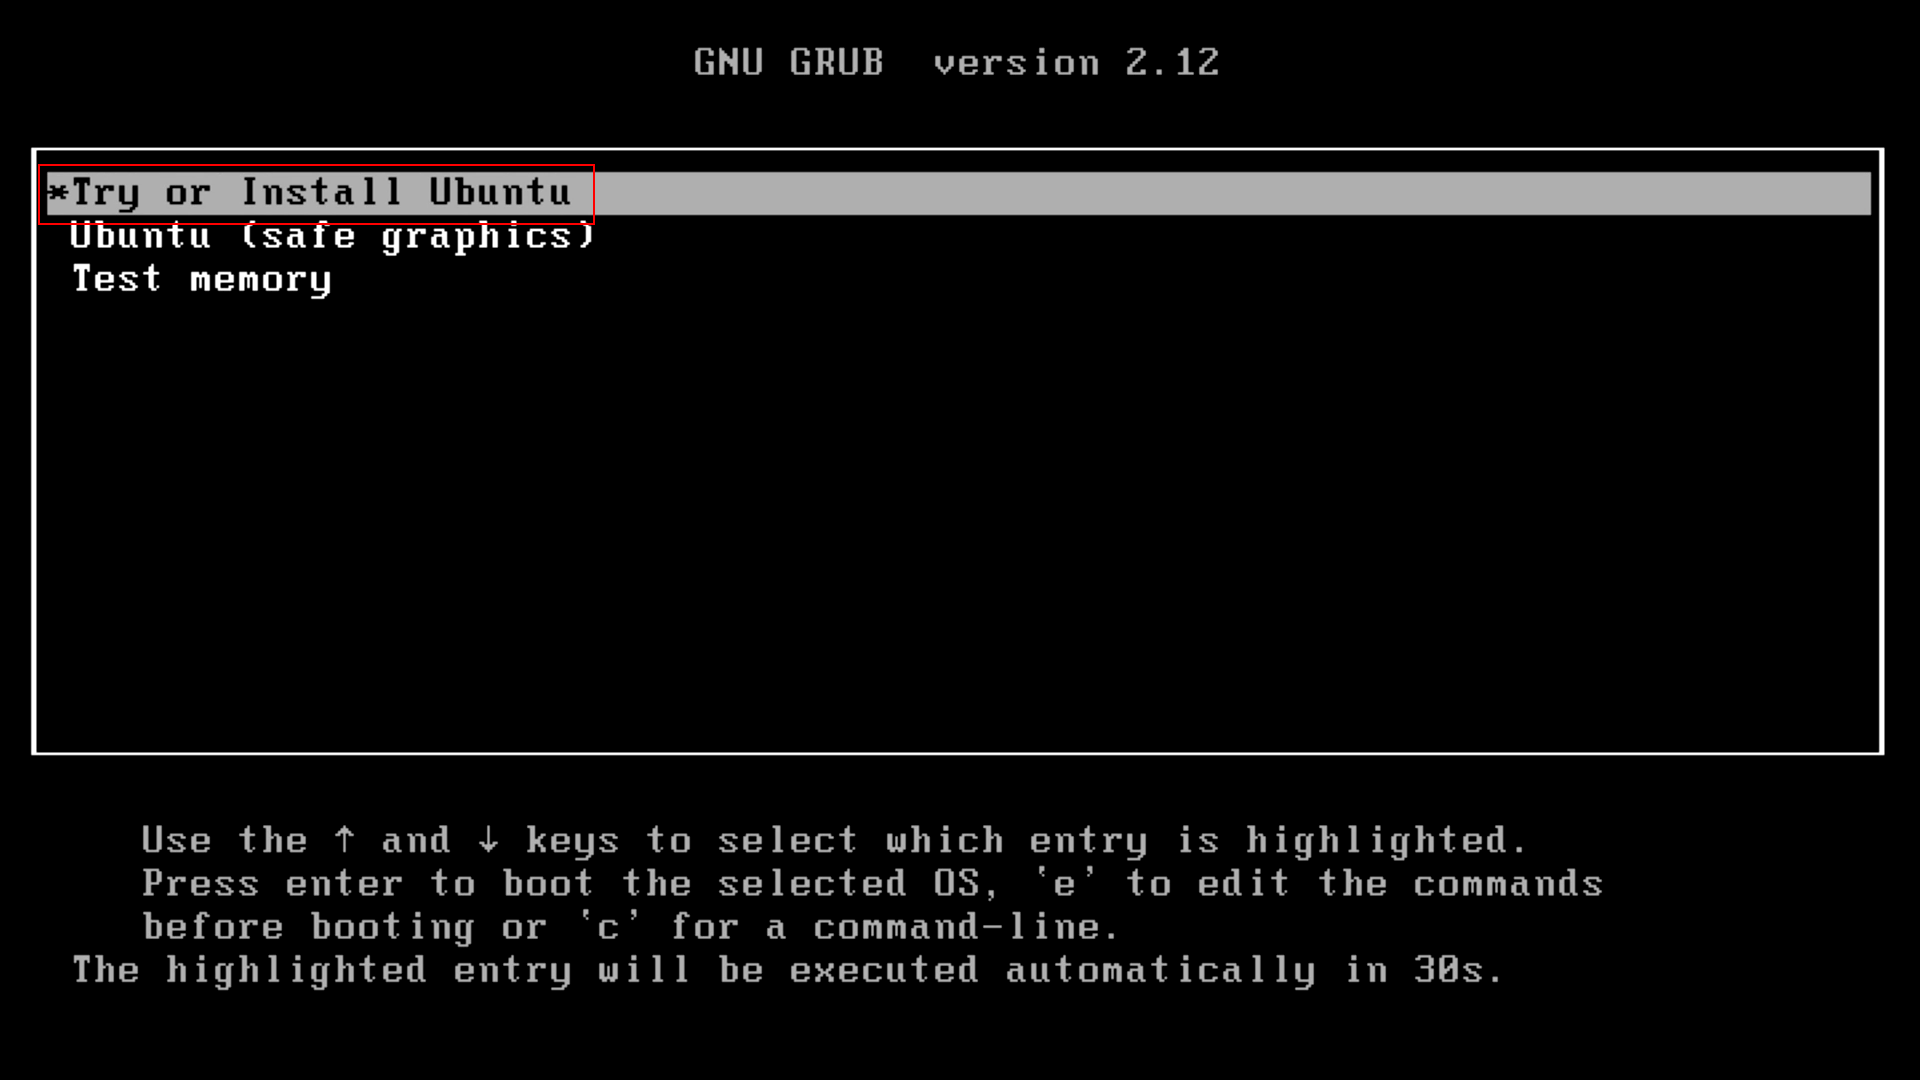 GNU GRUB version 2.12
*Try or Install Ubuntu
Ubuntu (safe graphics)
Test memory
Use the ↑ and ↓ keys to select which entry is highlighted.
Press enter to boot the selected OS, `e' to edit the commands
before booting or `c' for a command-line.
The highlighted entry will be executed automatically in 30s.